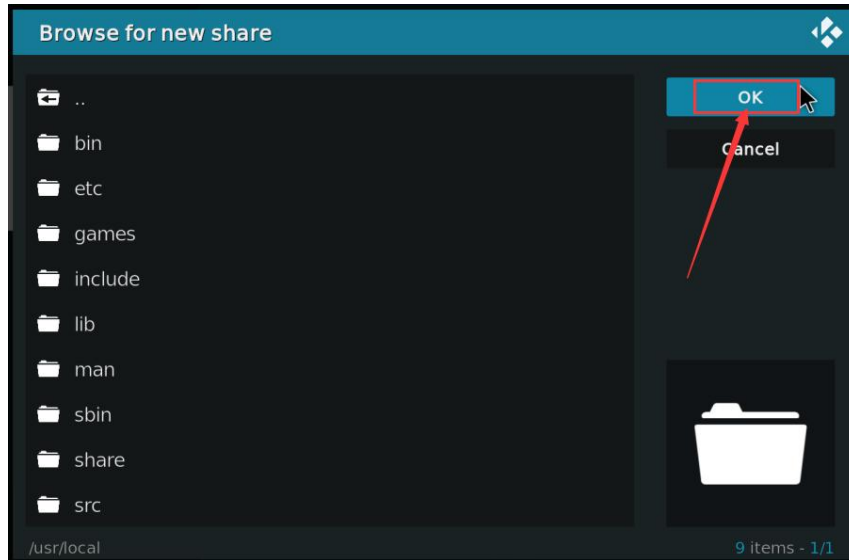 Browse for new share
..
OK
bin
Cancel
etc
games
include
lib
man
sbin
share
src
/usr/local
9 items - 1/1